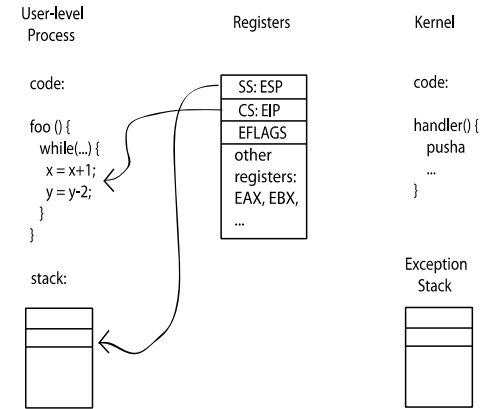 User-level
Process
code:
foo () {
while(...) {
x = x+1;
y = y-2;
}
}
stack:
Registers
SS: ESP
CS: EIP
EFLAGS
other
registers:
EAX, EBX,
...
Kernel
code:
handler() {
pusha
...
}
Exception
Stack